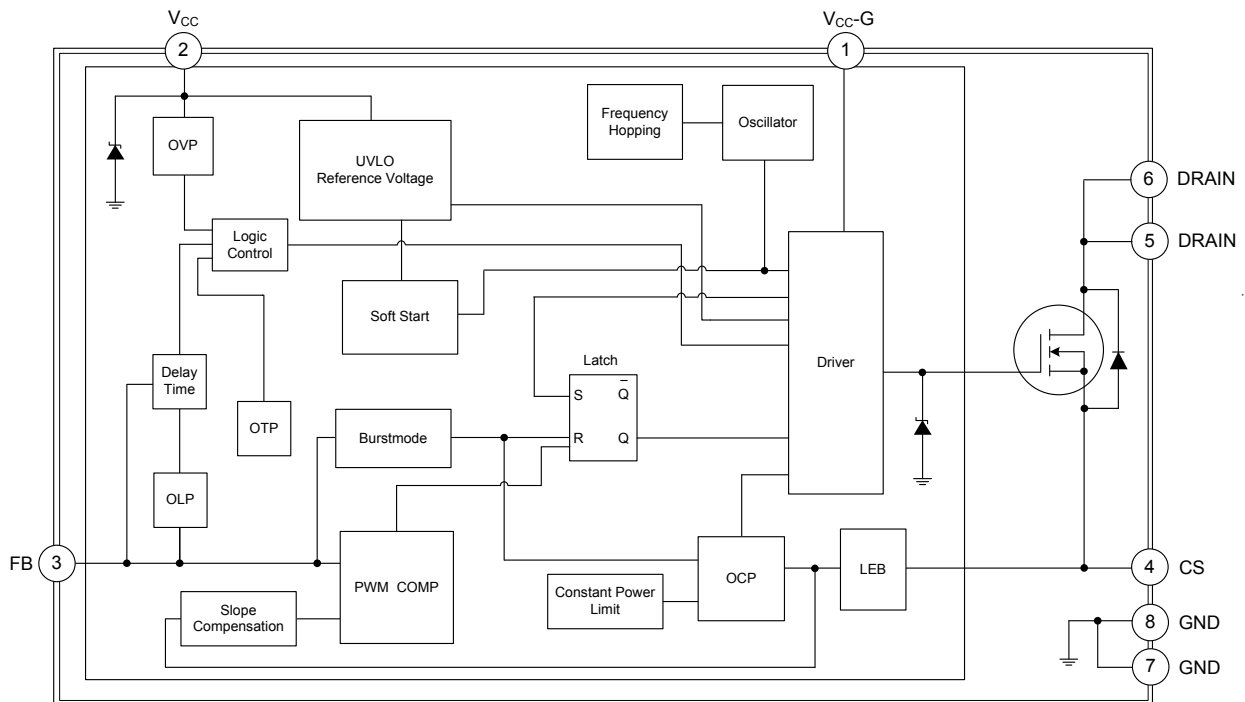 VCC
2
VCC-G
1
Frequency
Hopping
Oscillator
OVP
UVLO
Reference Voltage
6
DRAIN
5
DRAIN
Logic
Control
Soft Start
Driver
Latch
Delay
Time
S
Q
OTP
Burstmode
R
Q
OLP
FB
3
PWM COMP
OCP
LEB
4
CS
Constant Power
Limit
Slope
Compensation
8
GND
7
GND